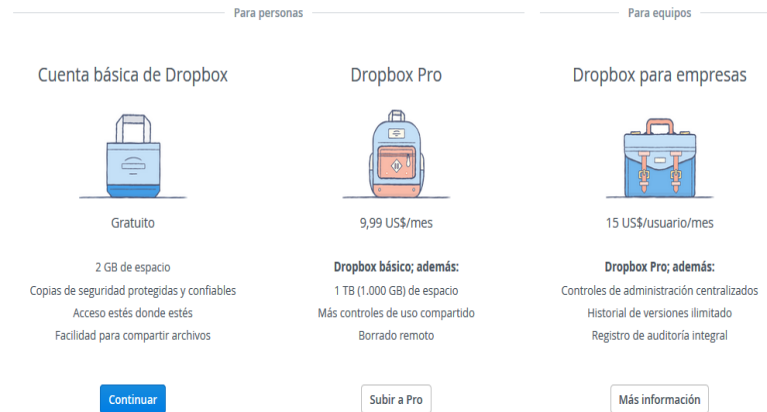 Para personas
Para equipos
Cuenta básica de Dropbox
Gratuito
2 GB de espacio
Copias de seguridad protegidas y confiables
Acceso estés donde estés
Facilidad para compartir archivos
Continuar
Dropbox Pro
9,99 US$/mes
Dropbox básico; además:
1 TB (1.000 GB) de espacio
Más controles de uso compartido
Borrado remoto
Subir a Pro
Dropbox para empresas
15 US$/usuario/mes
Dropbox Pro; además:
Controles de administración centralizados
Historial de versiones ilimitado
Registro de auditoría integral
Más información